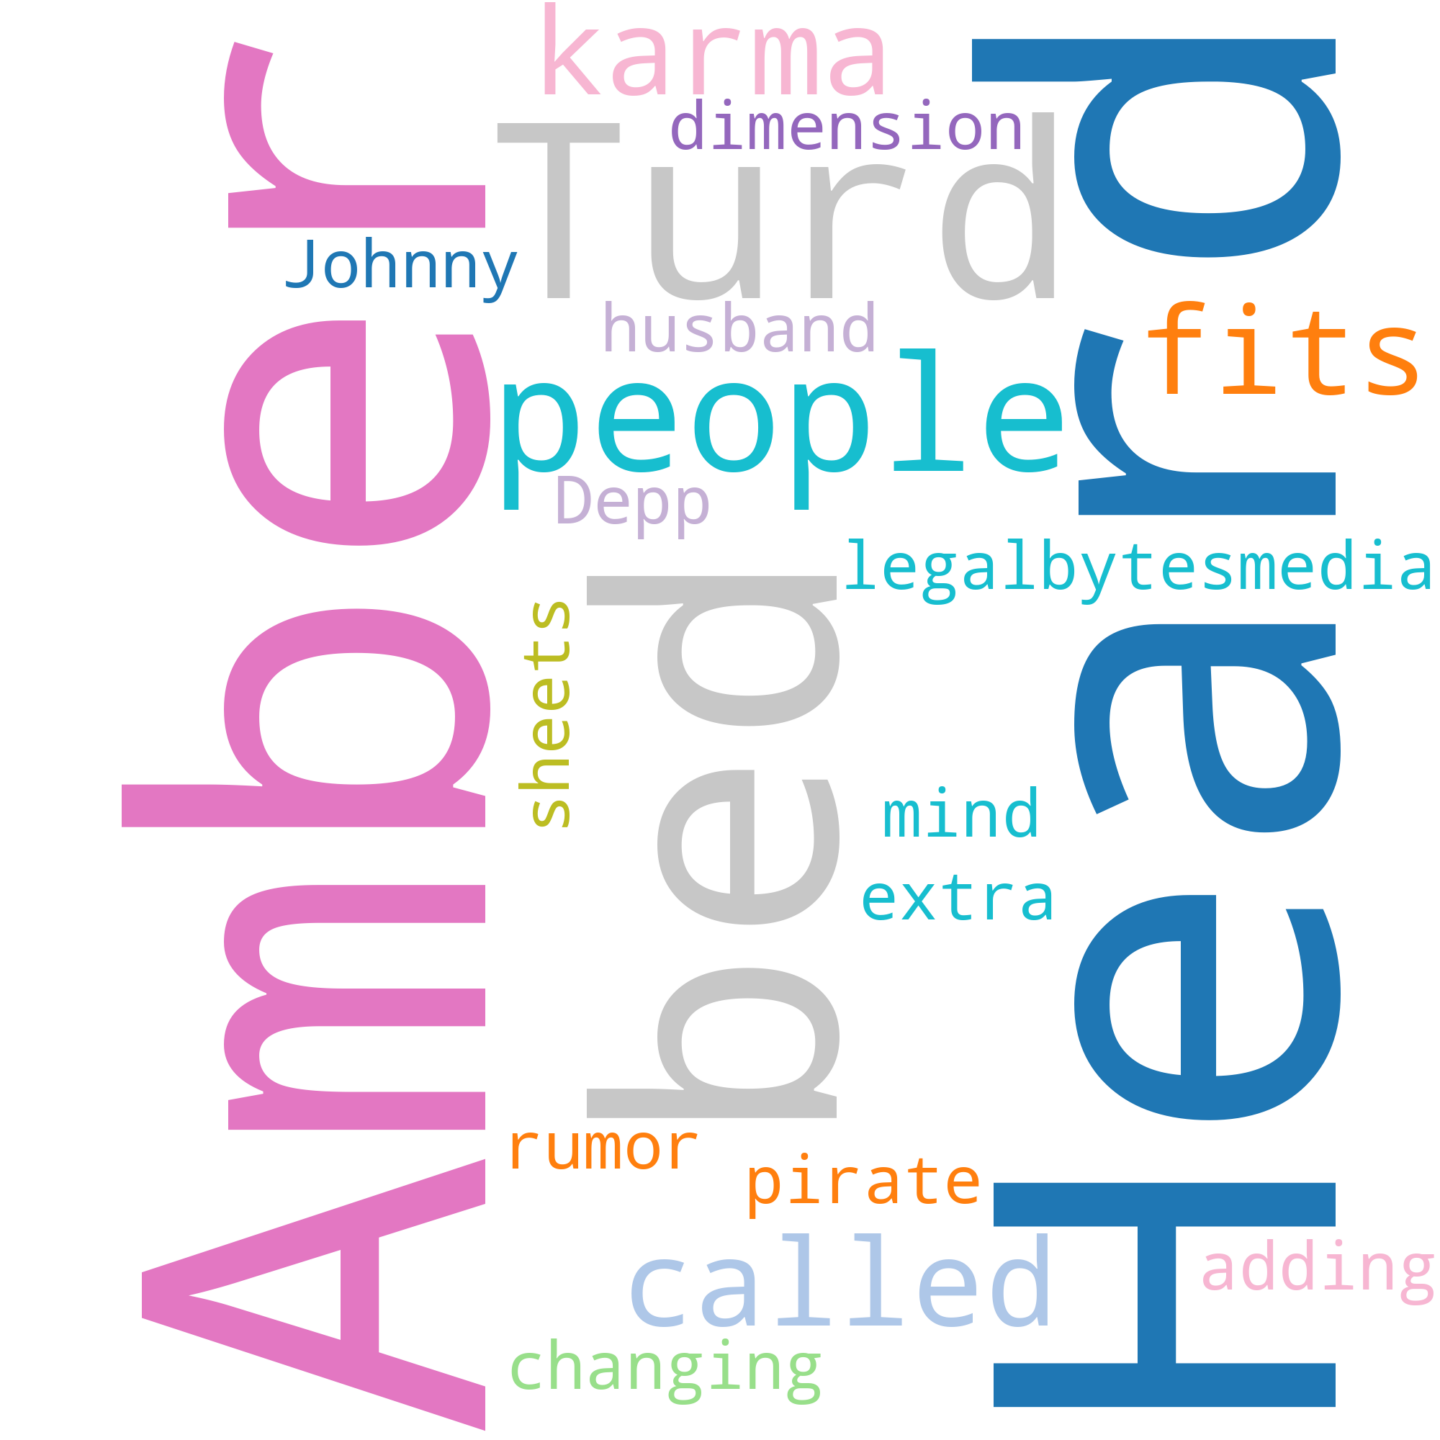 karma
dimension
Turd
Amber
Heard
Johnny
husband
fits
people
Depp
legalbytesmedia
sheets
bed
mind
extra
rumor
pirate
called
adding
changing